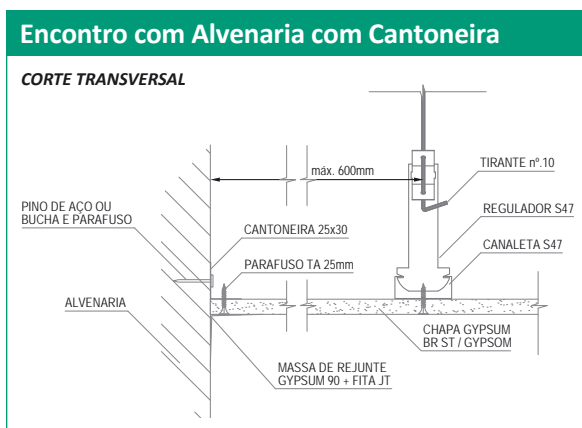 Encontro com Alvenaria com Cantoneira
CORTE TRANSVERSAL
máx. 600mm
TIRANTE nº.10
PINO DE AÇO OU
BUCHA E PARAFUSO
REGULADOR S47
CANTONEIRA 25x30
CANALETA S47
PARAFUSO TA 25mm
ALVENARIA
CHAPA GYPSUM
BR ST / GYPSOM
MASSA DE REJUNTE
GYPSUM 90 + FITA JT